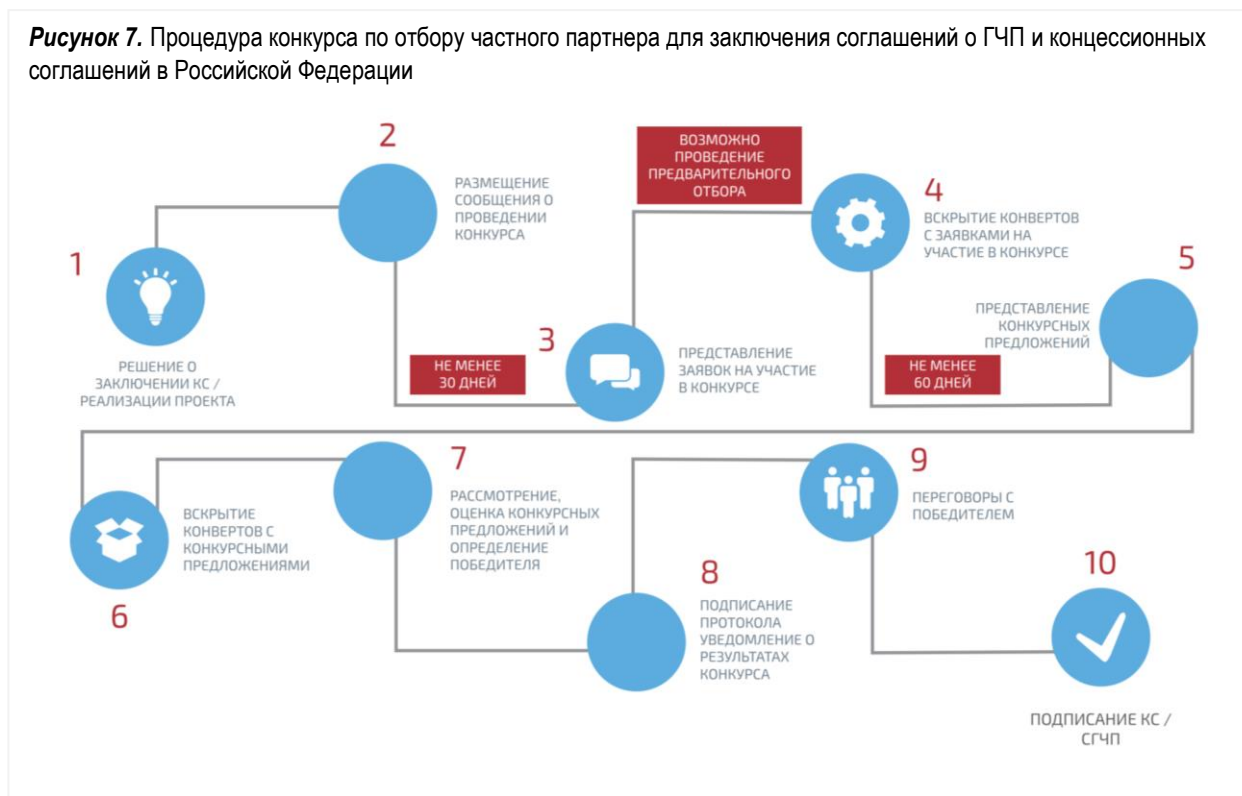 Рисунок 7. Процедура конкурса по отбору частного партнера для заключения соглашений о ГЧП и концессионных
соглашений в Российской Федерации
1
РЕШЕНИЕ О
ЗАКЛЮЧЕНИИ КС /
РЕАЛИЗАЦИИ ПРОЕКТА
2
РАЗМЕЩЕНИЕ
СООБЩЕНИЯ О
ПРОВЕДЕНИИ
КОНКУРСА
НЕ МЕНЕЕ
30 ДНЕЙ
3
ПРЕДСТАВЛЕНИЕ
ЗАЯВОК НА УЧАСТИЕ
В КОНКУРСЕ
ВОЗМОЖНО
ПРОВЕДЕНИЕ
ПРЕДВАРИТЕЛЬНОГО
ОТБОРА
4
ВСКРЫТИЕ КОНВЕРТОВ
С ЗАЯВКАМИ НА
УЧАСТИЕ В КОНКУРСЕ
НЕ МЕНЕЕ
60 ДНЕЙ
5
ПРЕДСТАВЛЕНИЕ
КОНКУРСНЫХ
ПРЕДЛОЖЕНИЙ
6
ВСКРЫТИЕ
КОНВЕРТОВ С
КОНКУРСНЫМИ
ПРЕДЛОЖЕНИЯМИ
7
РАССМОТРЕНИЕ,
ОЦЕНКА КОНКУРСНЫХ
ПРЕДЛОЖЕНИЙ И
ОПРЕДЕЛЕНИЕ
ПОБЕДИТЕЛЯ
8
ПОДПИСАНИЕ
ПРОТОКОЛА
УВЕДОМЛЕНИЕ О
РЕЗУЛЬТАТАХ
КОНКУРСА
9
ПЕРЕГОВОРЫ С
ПОБЕДИТЕЛЕМ
10
ПОДПИСАНИЕ КС /
СГЧП